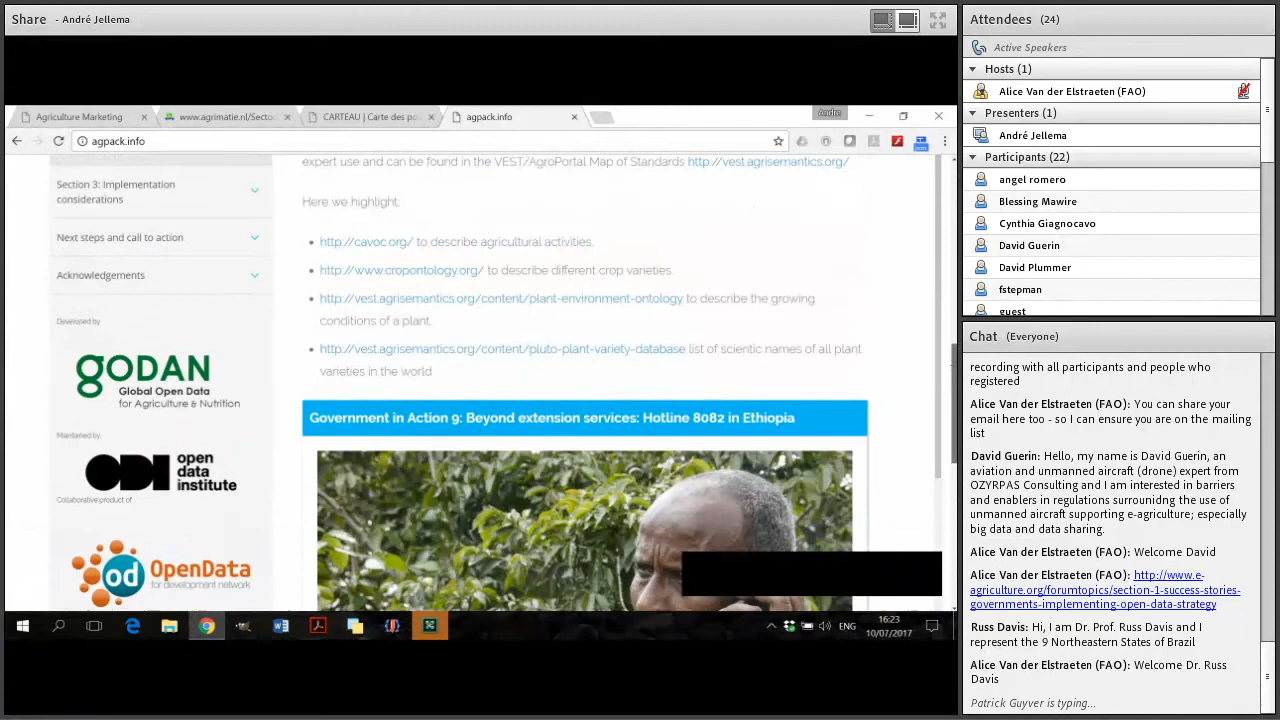 Share - André Jellema
Agriculture Marketing
www.agrimatie.nl/Secto
CARTEAU | Carte des po
agpack.info
Andre
agpack.info
expert use and can be found in the VEST/AgroPortal Map of Standards http://vest.agrisemantics.org/
Section 3: Implementation
considerations
Next steps and call to action
Acknowledgements
Developed by
GODAN
Global Open Data
for Agriculture & Nutrition
Maintained by
ODI open
data
institute
Collaborative product of
od OpenData
for development network
Here we highlight:
http://cavoc.org/ to describe agricultural activities.
http://www.cropontology.org/ to describe different crop varieties.
http://vest.agrisemantics.org/content/plant-environment-ontology to describe the growing
conditions of a plant.
http://vest.agrisemantics.org/content/pluto-plant-variety-database list of scientic names of all plant
varieties in the world
Government in Action 9: Beyond extension services: Hotline 8082 in Ethiopia
ENG
16:23
10/07/2017
Attendees (24)
Active Speakers
Hosts (1)
Alice Van der Elstraeten (FAO)
Presenters (1)
André Jellema
Participants (22)
angel romero
Blessing Mawire
Cynthia Giagnocavo
David Guerin
David Plummer
fstepman
guest
Chat (Everyone)
recording with all participants and people who
registered
Alice Van der Elstraeten (FAO): You can share your
email here too - so I can ensure you are on the mailing
list
David Guerin: Hello, my name is David Guerin, an
aviation and unmanned aircraft (drone) expert from
OZYRPAS Consulting and I am interested in barriers
and enablers in regulations surrounidng the use of
unmanned aircraft supporting e-agriculture; especially
big data and data sharing.
Alice Van der Elstraeten (FAO): Welcome David
Alice Van der Elstraeten (FAO): http://www.e-
agriculture.org/forumtopics/section-1-success-stories-
governments-implementing-open-data-strategy
Russ Davis: Hi, I am Dr. Prof. Russ Davis and I
represent the 9 Northeastern States of Brazil
Alice Van der Elstraeten (FAO): Welcome Dr. Russ
Davis
Patrick Guyver is typing...